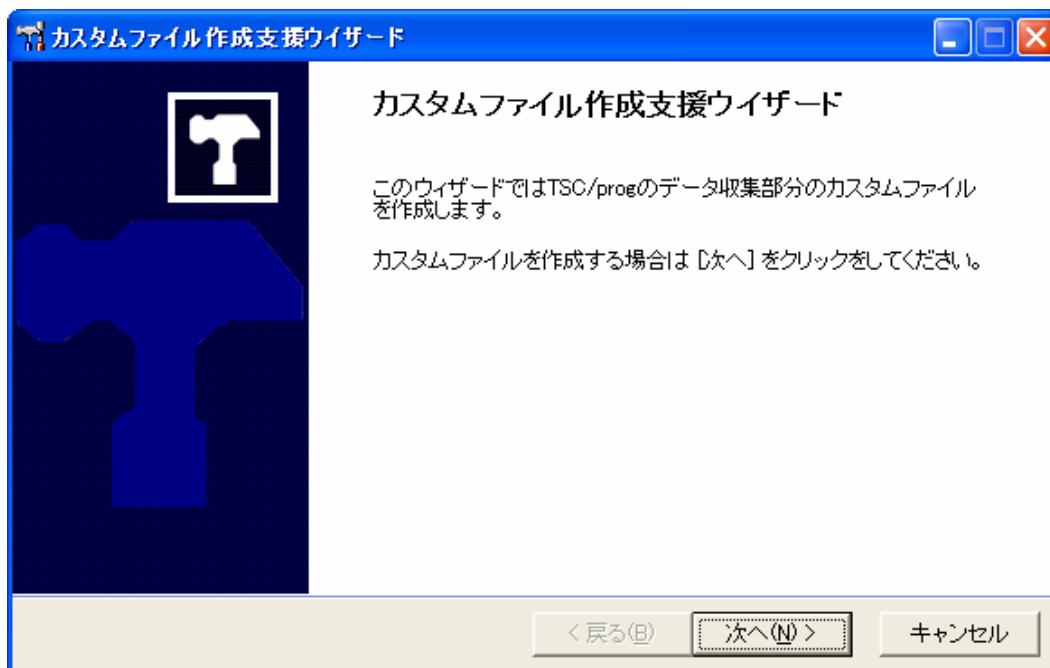 カスタムファイル作成支援ウィザード
カスタムファイル作成支援ウイザード
このウィザードではTSC/progのデータ収集部分のカスタムファイル
を作成します。
カスタムファイルを作成する場合は [次へ] をクリックをしてください。
< 戻る(B)
次へ(N) >
キャンセル